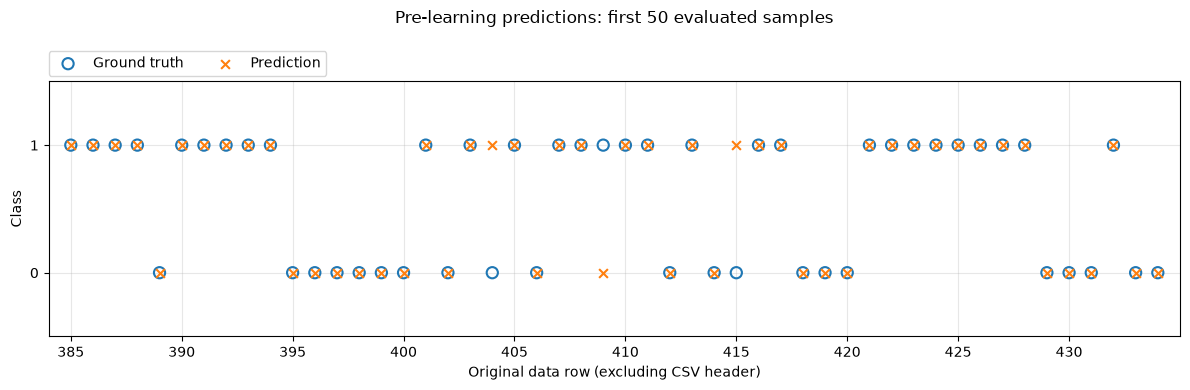 Pre-learning predictions: first 50 evaluated samples
Ground truth Prediction
1
Class
0
385 390 395 400 405 410 415 420 425 430
Original data row (excluding CSV header)